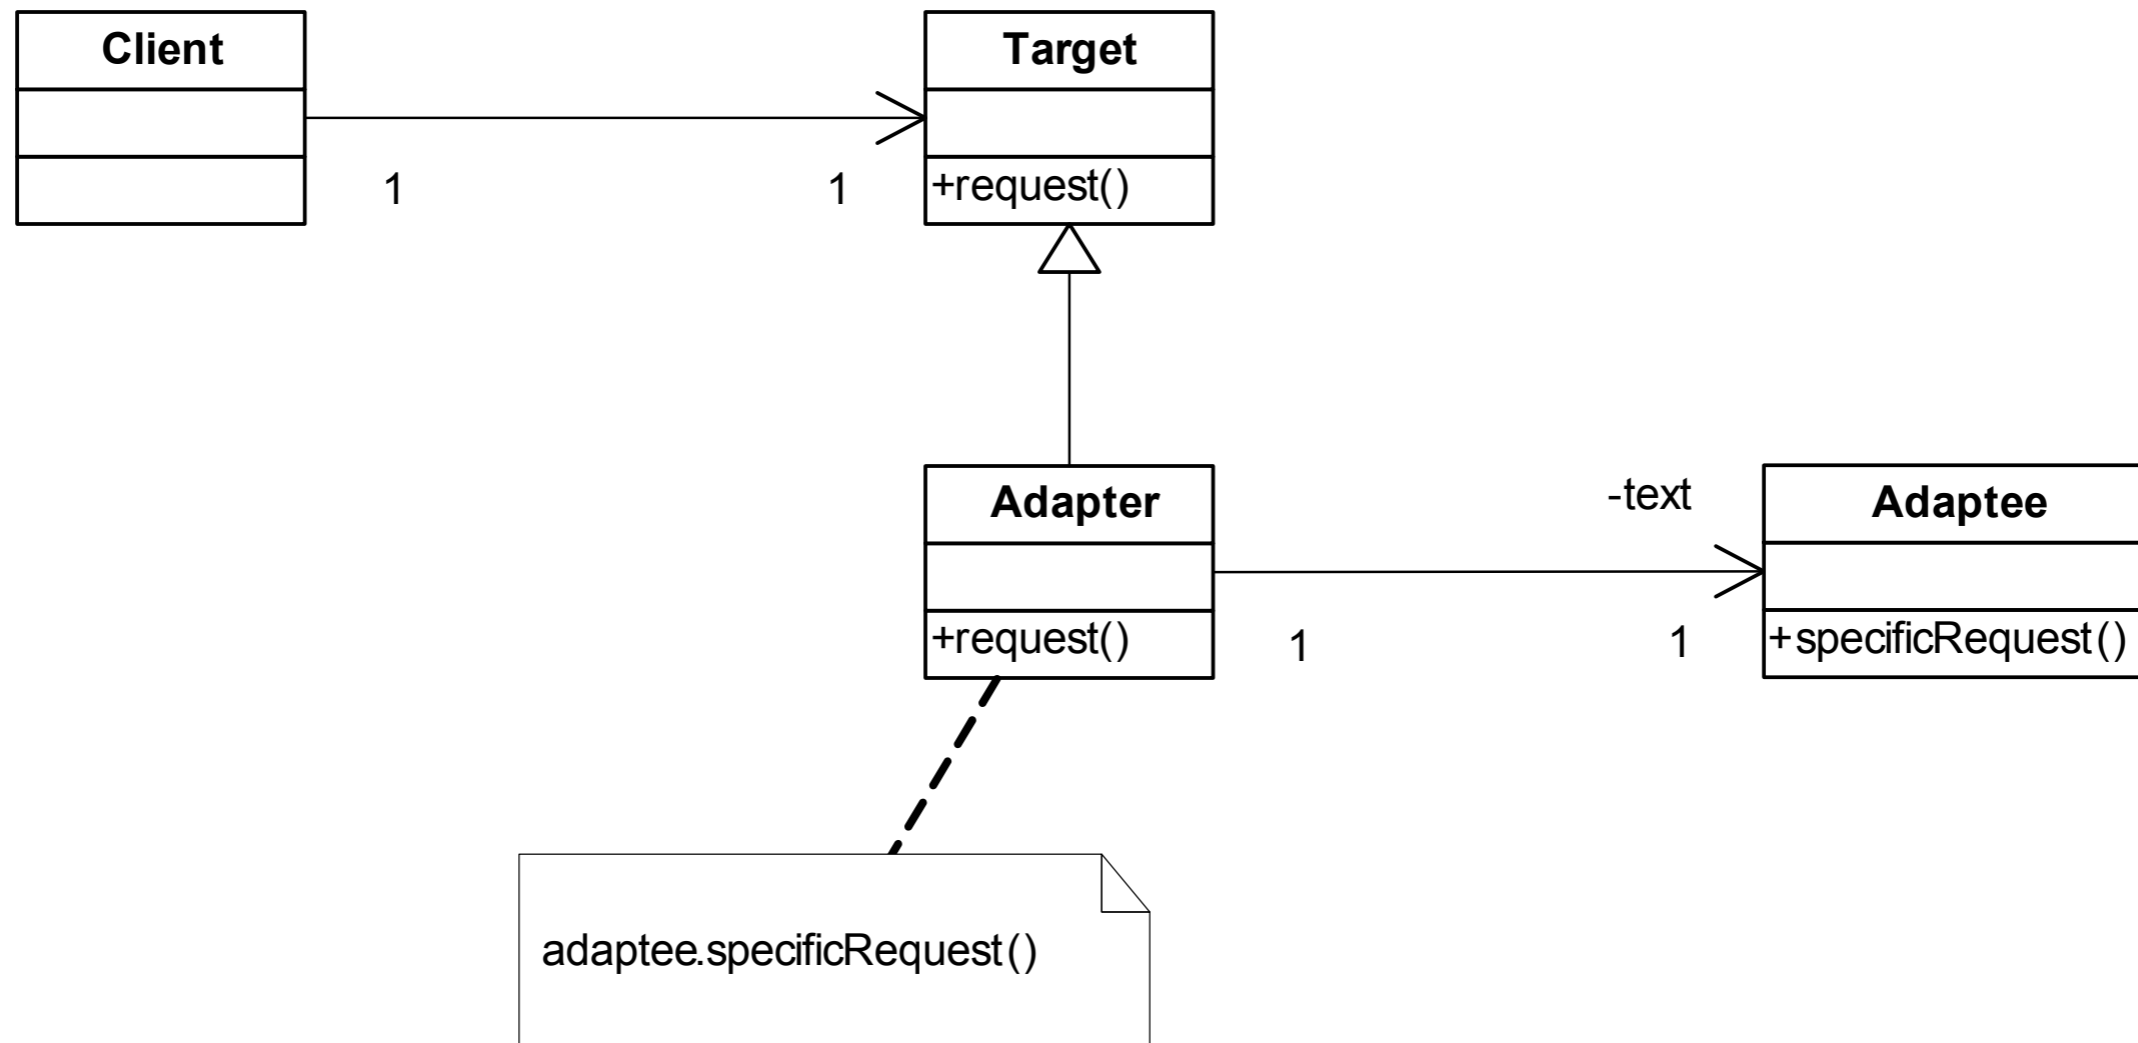 Client
Target
1
1
+request()
Adapter
-text
Adaptee
+request()
1
1
+specificRequest()
adaptee.specificRequest()